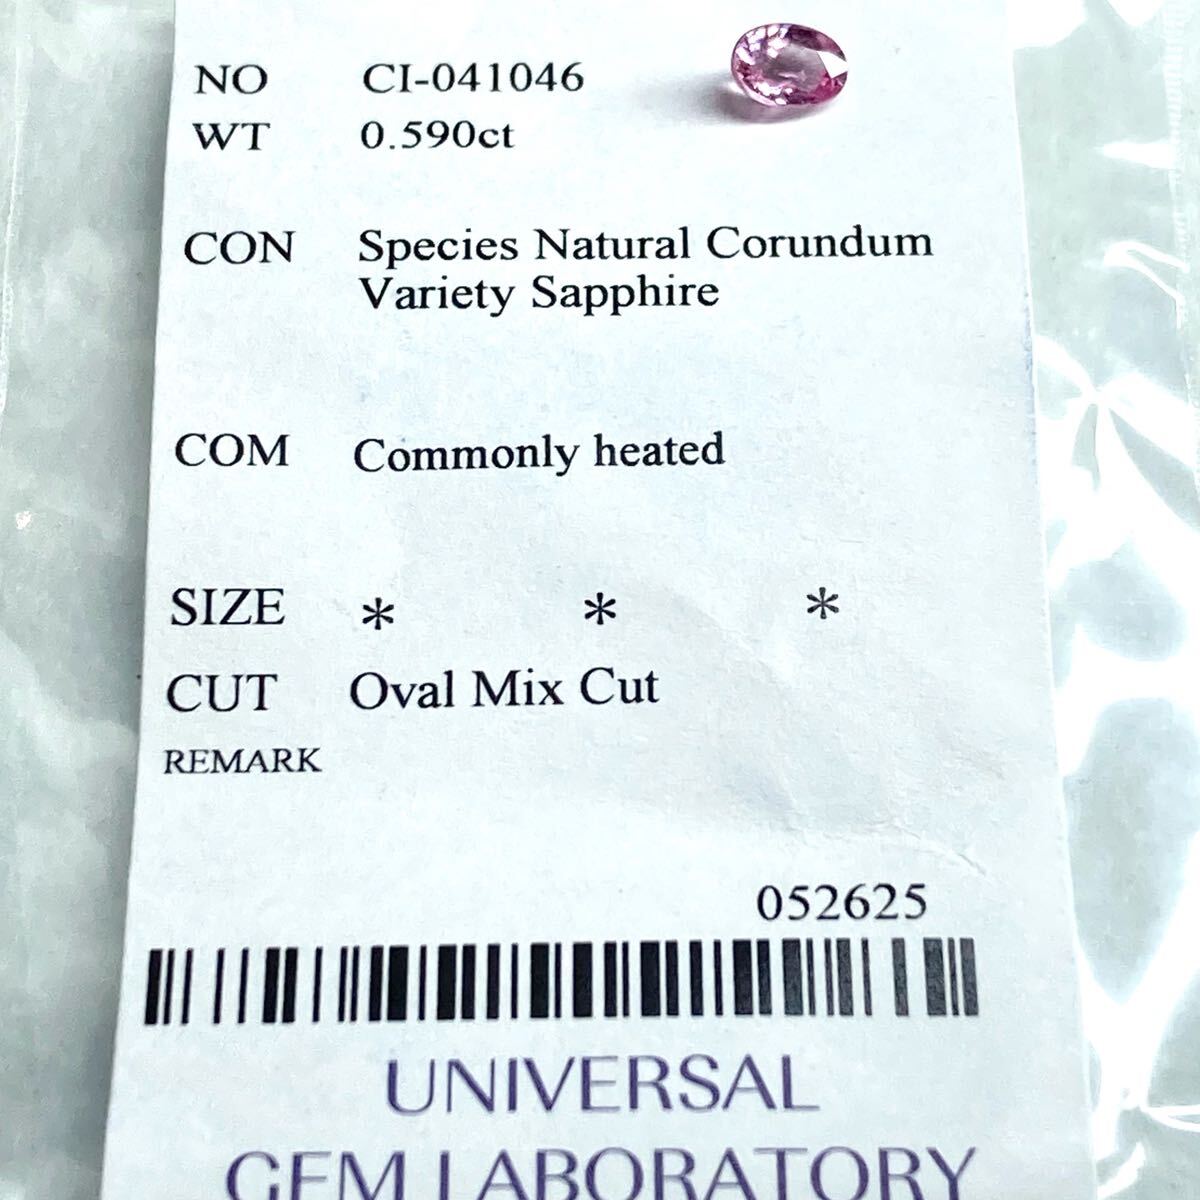 NO CI-041046
WT 0.590ct
CON Species Natural Corundum
Variety Sapphire
COM Commonly heated
SIZE * * *
CUT Oval Mix Cut
REMARK
052625
UNIVERSAL
GEM LABORATORY